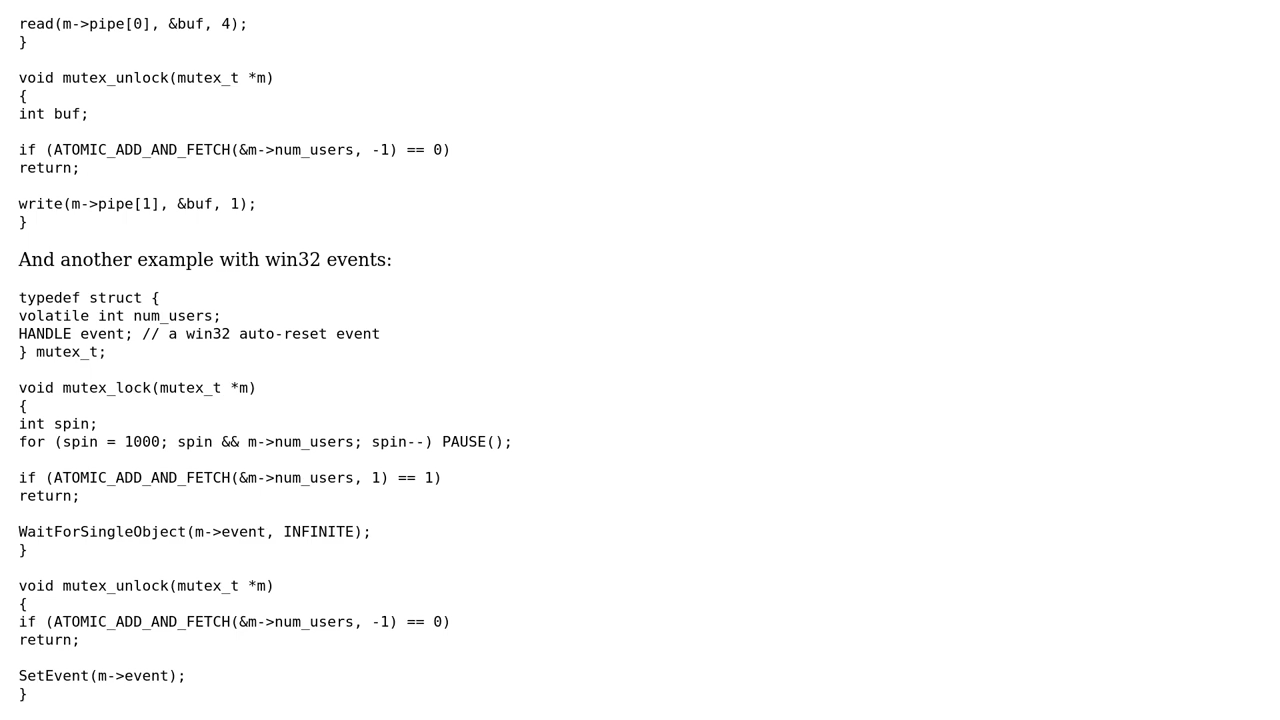 read(m->pipe[0], &buf, 4);
}
void mutex_unlock(mutex_t *m)
{
int buf;
if (ATOMIC_ADD_AND_FETCH(&m->num_users, -1) == 0)
return;
write(m->pipe[1], &buf, 1);
}
And another example with win32 events:
typedef struct {
volatile int num_users;
HANDLE event; // a win32 auto-reset event
} mutex_t;
void mutex_lock(mutex_t *m)
{
int spin;
for (spin = 1000; spin && m->num_users; spin--) PAUSE();
if (ATOMIC_ADD_AND_FETCH(&m->num_users, 1) == 1)
return;
WaitForSingleObject(m->event, INFINITE);
}
void mutex_unlock(mutex_t *m)
{
if (ATOMIC_ADD_AND_FETCH(&m->num_users, -1) == 0)
return;
SetEvent(m->event);
}